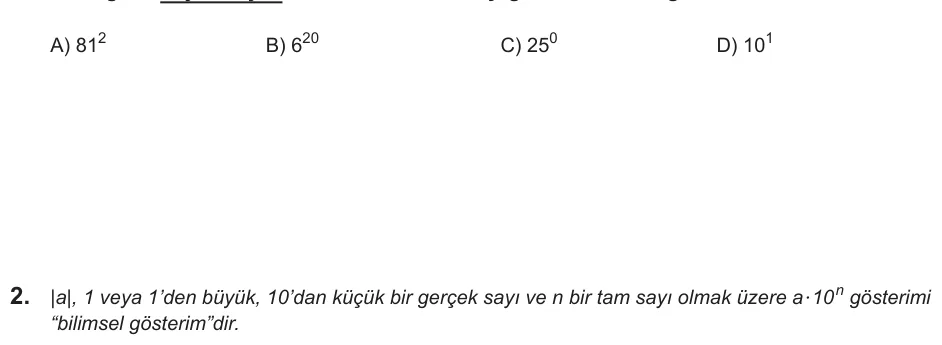 A) 81² B) 6²⁰ C) 25⁰ D) 10¹
2. |a|, 1 veya 1’den büyük, 10’dan küçük bir gerçek sayı ve n bir tam sayı olmak üzere a·10ⁿ gösterimi
“bilimsel gösterim”dir.